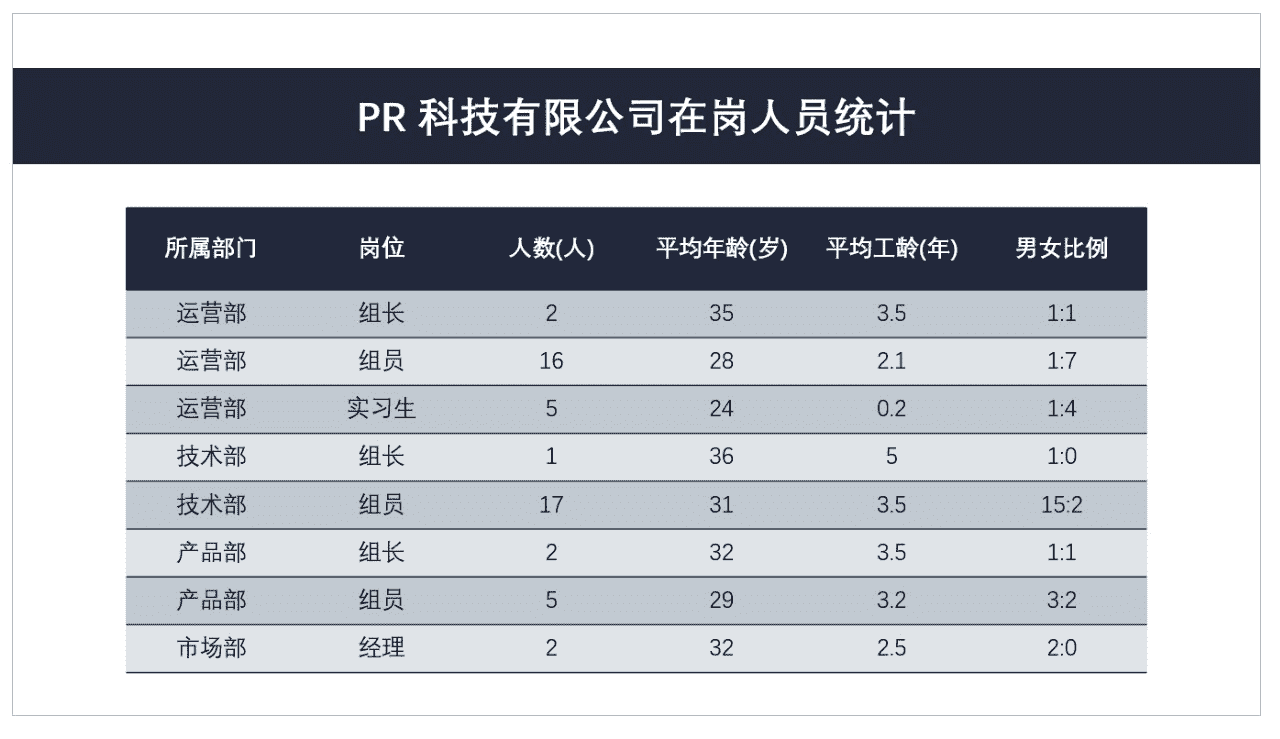 PR 科技有限公司在岗人员统计
所属部门 岗位 人数(人) 平均年龄(岁) 平均工龄(年) 男女比例
运营部 组长 2 35 3.5 1:1
运营部 组员 16 28 2.1 1:7
运营部 实习生 5 24 0.2 1:4
技术部 组长 1 36 5 1:0
技术部 组员 17 31 3.5 15:2
产品部 组长 2 32 3.5 1:1
产品部 组员 5 29 3.2 3:2
市场部 经理 2 32 2.5 2:0